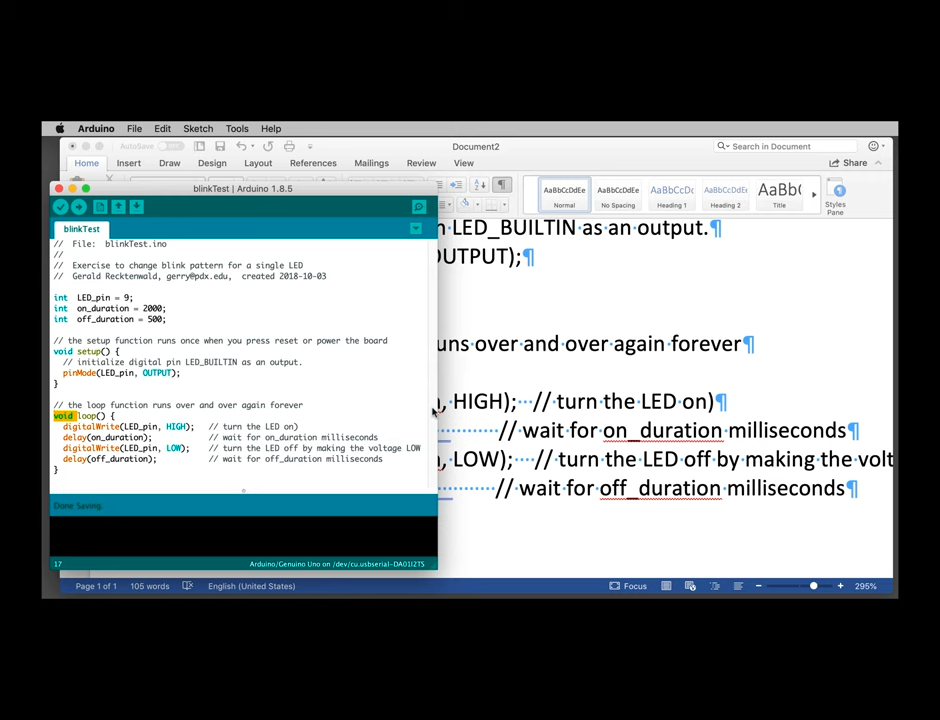 Arduino File Edit Sketch Tools Help
AutoSave OFF Document2 Search in Document
Home Insert Draw Design Layout References Mailings Review View Share
blinkTest | Arduino 1.8.5
AaBbCcDdEe AaBbCcDdEe AaBbCcDc AaBbCcDdEe AaBb(
Normal No Spacing Heading 1 Heading 2 Title Styles Pane
blinkTest
// File: blinkTest.ino
//
// Exercise to change blink pattern for a single LED
// Gerald Recktenwald, gerry@pdx.edu, created 2018-10-03
int LED_pin = 9;
int on_duration = 2000;
int off_duration = 500;
// the setup function runs once when you press reset or power the board
void setup() {
// initialize digital pin LED_BUILTIN as an output.
pinMode(LED_pin, OUTPUT);
}
// the loop function runs over and over again forever
void loop() {
digitalWrite(LED_pin, HIGH); // turn the LED on)
delay(on_duration); // wait for on_duration milliseconds
digitalWrite(LED_pin, LOW); // turn the LED off by making the voltage LOW
delay(off_duration); // wait for off_duration milliseconds
}
Done Saving.
17 Arduino/Genuino Uno on /dev/cu.usbserial-DA01I2TS
n·LED_BUILTIN·as·an·output.¶
OUTPUT);¶
uns·over·and·over·again·forever¶
, HIGH);···//·turn·the·LED·on)¶
//·wait·for·on_duration·milliseconds¶
, LOW);···//·turn·the·LED·off·by·making·the·volt
//·wait·for·off_duration·milliseconds¶
Page 1 of 1 105 words English (United States) Focus 295%